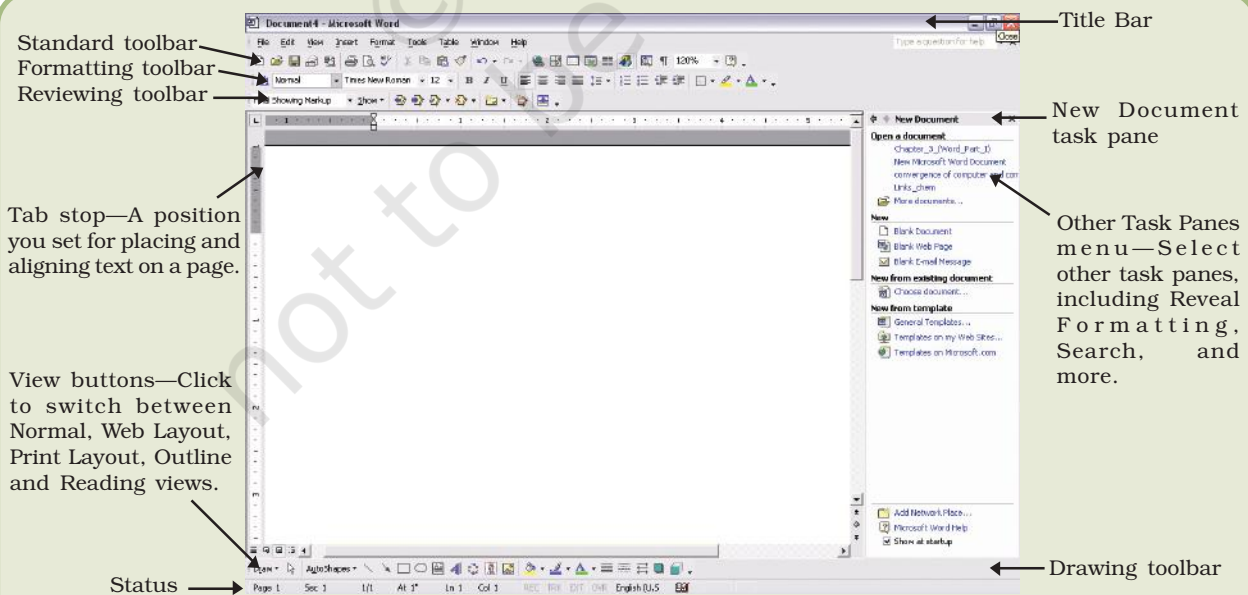 Document4 - Microsoft Word
Title Bar
Close
File Edit View Insert Format Tools Table Window Help
Type a question for help
Standard toolbar
120%
Formatting toolbar
Normal Times New Roman 12 B I U
Reviewing toolbar
Showing Markup Show
New Document
New Document
task pane
Open a document
Chapter_3_(Word_Part_I)
New Microsoft Word Document
convergence of computer and com
Links_chem
More documents...
New
Blank Document
Blank Web Page
Blank E-mail Message
New from existing document
Choose document...
New from template
General Templates...
Templates on my Web Sites...
Templates on Microsoft.com
Tab stop—A position
you set for placing and
aligning text on a page.
Other Task Panes
menu—Select
other task panes,
including Reveal
Formatting,
Search, and
more.
View buttons—Click
to switch between
Normal, Web Layout,
Print Layout, Outline
and Reading views.
Add Network Place...
Microsoft Word Help
Show at startup
Draw AutoShapes
Drawing toolbar
Status
Page 1 Sec 1 1/1 At 1" Ln 1 Col 1 REC TRK EXT OVR English (U.S
© 
not to be